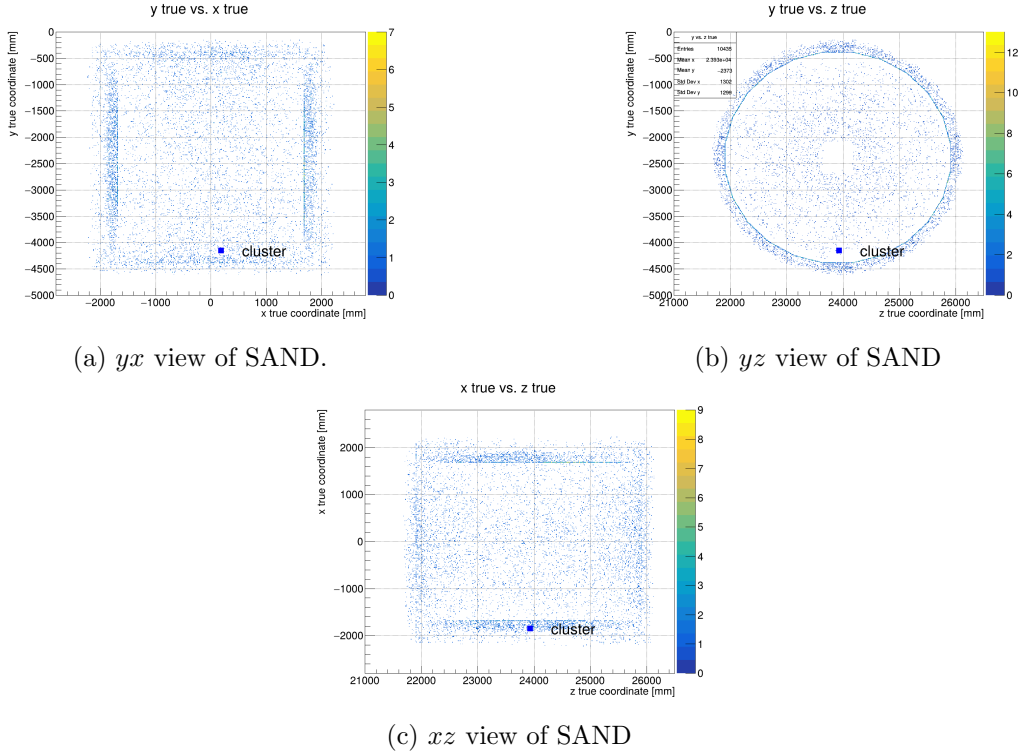 y true vs. x true
y true coordinate [mm]
0
−500
−1000
−1500
−2000
−2500
−3000
−3500
−4000
−4500
−5000
−2000 −1000 0 1000 2000
x true coordinate [mm]
cluster
7
6
5
4
3
2
1
0
(a) yx view of SAND.
y true vs. z true
y true coordinate [mm]
0
−500
−1000
−1500
−2000
−2500
−3000
−3500
−4000
−4500
−5000
y vs. z true
Entries 10435
Mean x 2.393e+04
Mean y −2373
Std Dev x 1302
Std Dev y 1299
21000 22000 23000 24000 25000 26000
z true coordinate [mm]
cluster
12
10
8
6
4
2
0
(b) yz view of SAND
x true vs. z true
x true coordinate [mm]
2000
1000
0
−1000
−2000
21000 22000 23000 24000 25000 26000
z true coordinate [mm]
cluster
9
8
7
6
5
4
3
2
1
0
(c) xz view of SAND